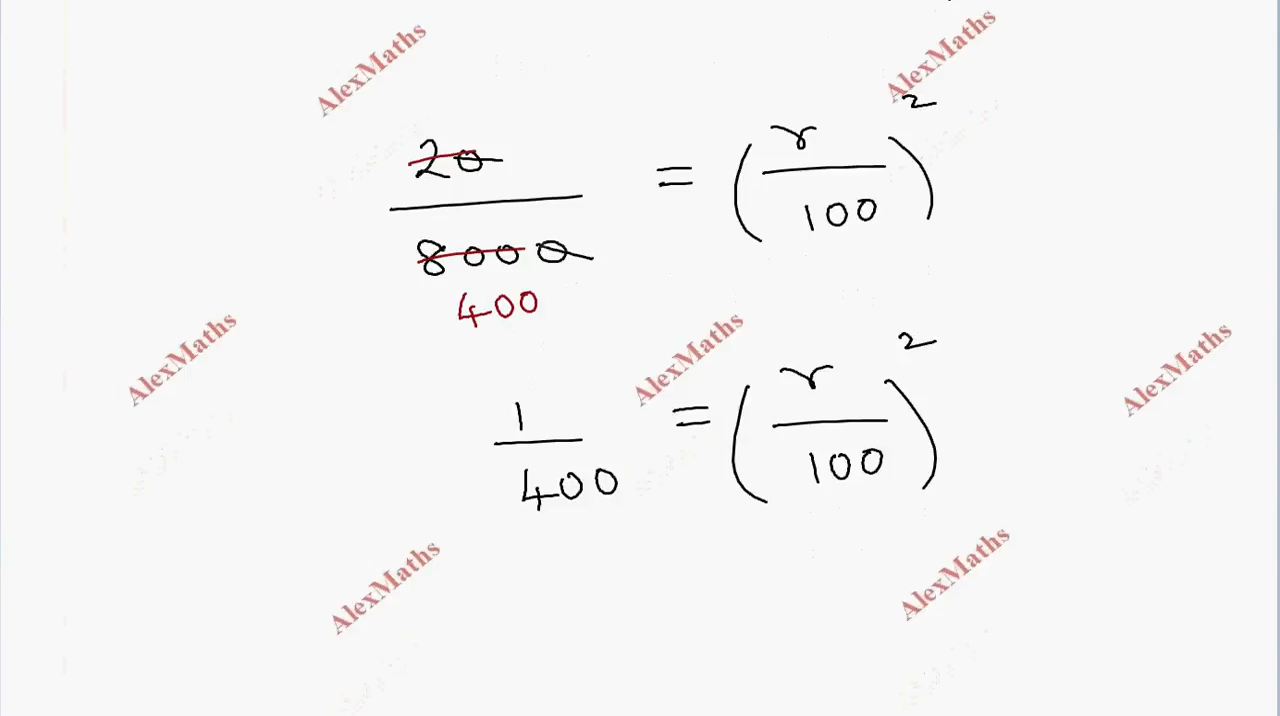 AlexMaths
AlexMaths
20 / 8000 = (r / 100)²
400
AlexMaths
AlexMaths
AlexMaths
1 / 400 = (r / 100)²
AlexMaths
AlexMaths